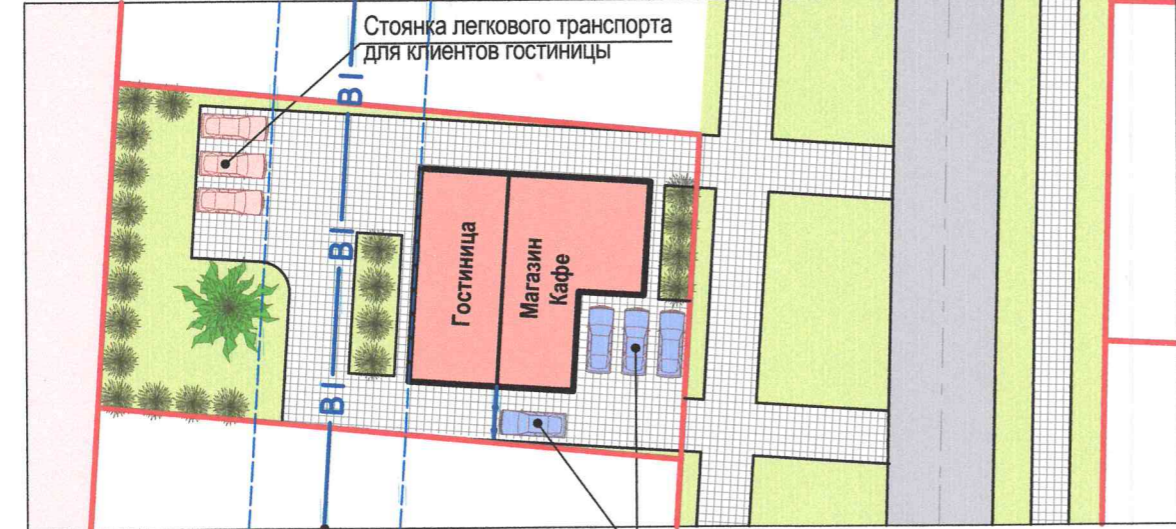 Стоянка легкового транспорта
для клиентов гостиницы
В I
В I
В I
Гостиница
Магазин
Кафе